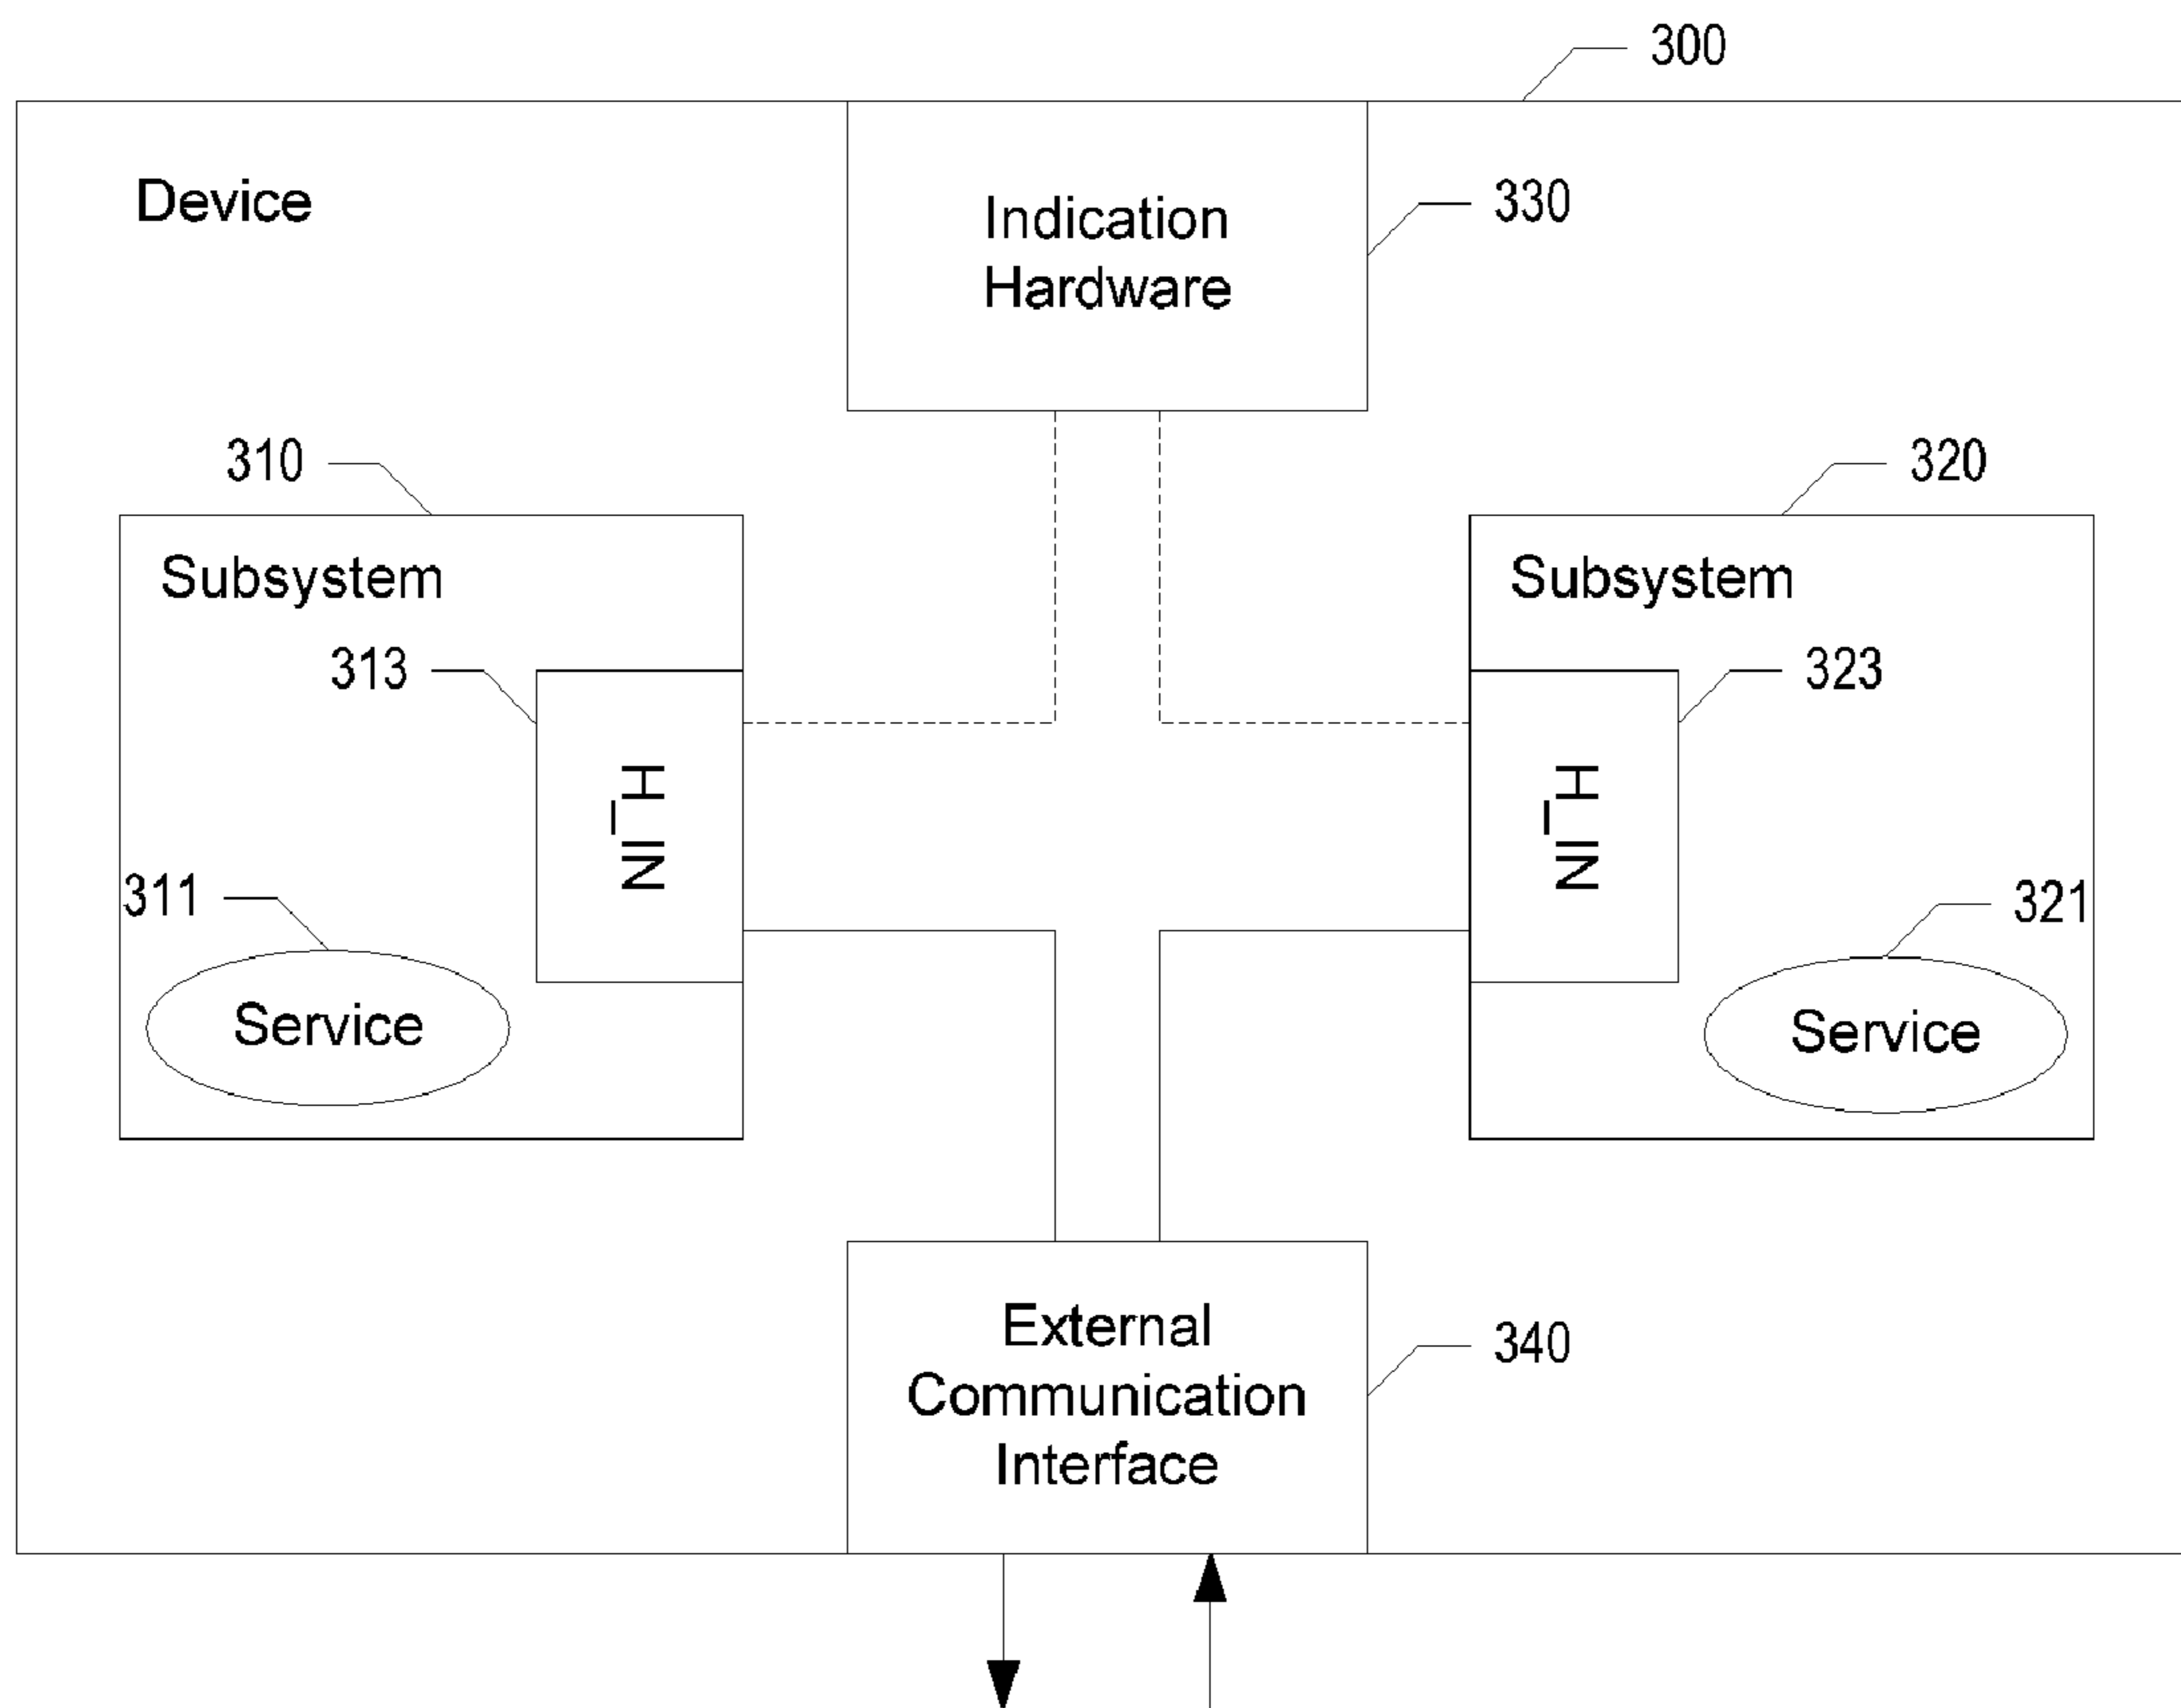 300
Device
Indication
Hardware
330
310
320
Subsystem
Subsystem
313
323
H_IN
H_IN
311
321
Service
Service
External
Communication
Interface
340